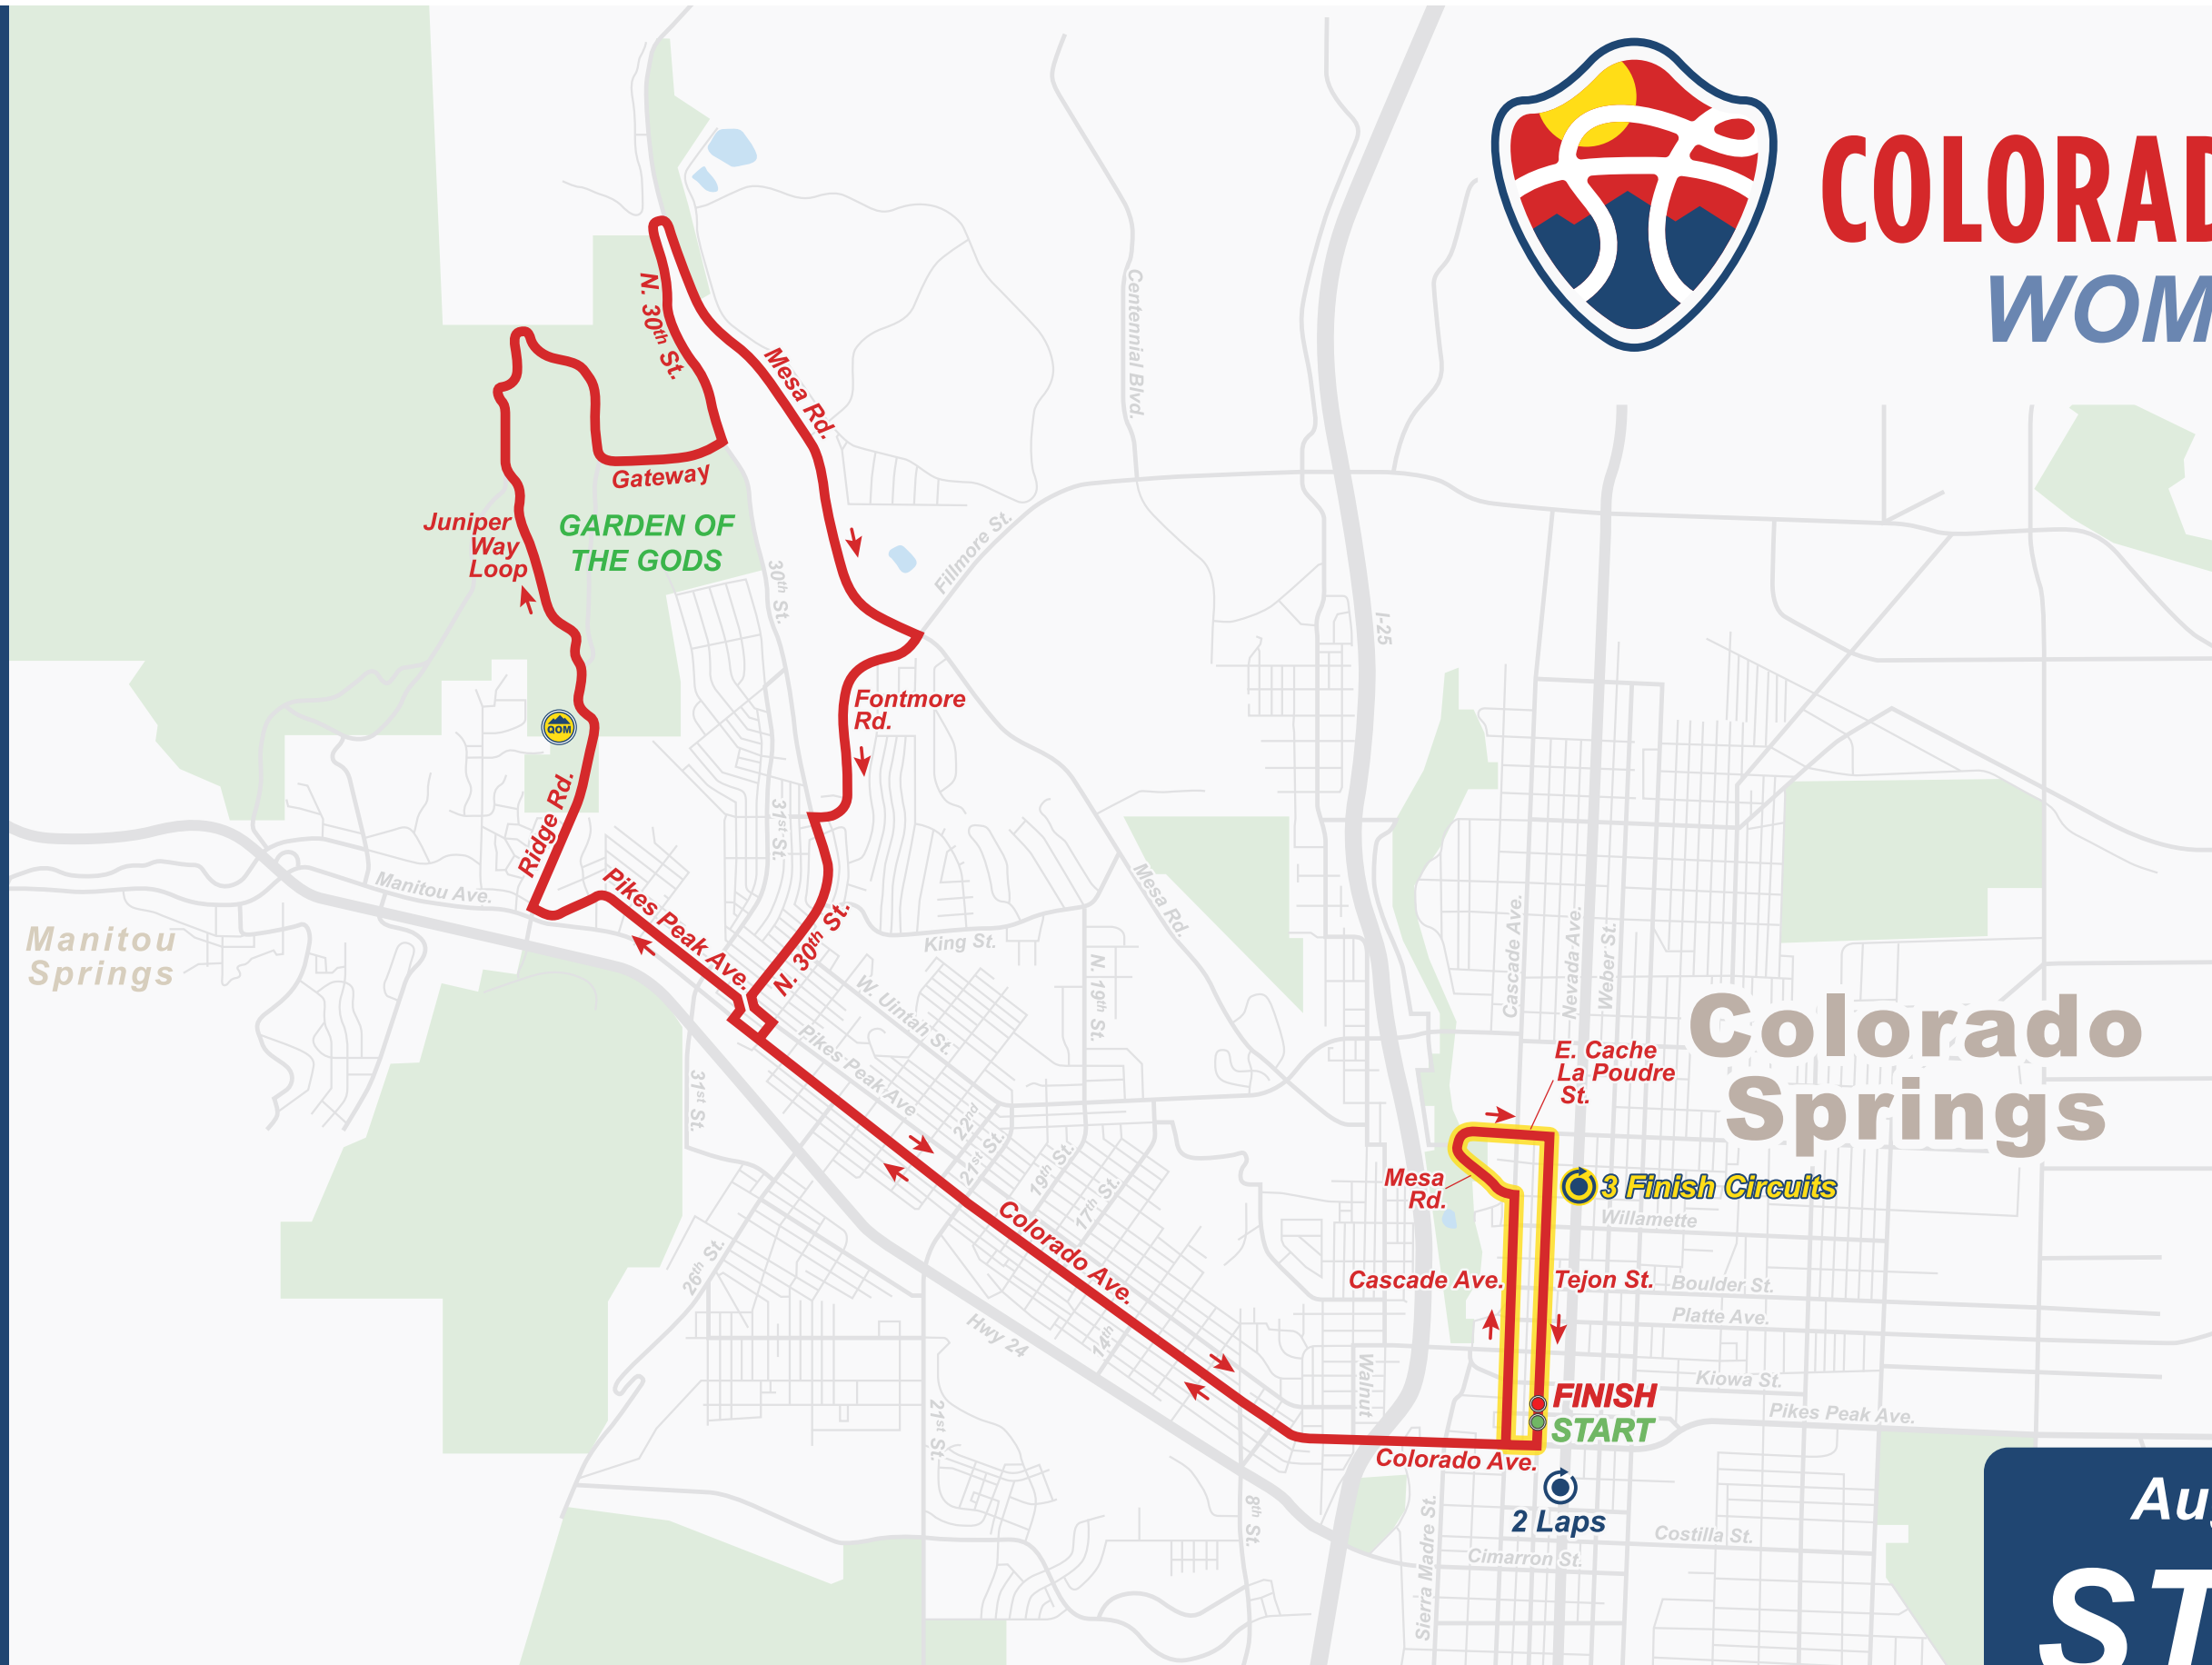 COLORAD
WOM
N. 30th St.
Mesa Rd.
Centennial Blvd.
Gateway
Juniper
Way
Loop
GARDEN OF
THE GODS
Fillmore St.
30th St.
I-25
Fontmore
Rd.
QOM
Ridge Rd.
31st St.
Manitou Ave.
Pikes Peak Ave.
Mesa Rd.
Manitou
Springs
N. 30th St.
King St.
N. 19th St.
Cascade Ave.
Nevada Ave.
Weber St.
W. Uintah St.
Pikes Peak Ave
Colorado
Springs
E. Cache
La Poudre
St.
31st St.
22nd
21st St.
19th St.
17th St.
Mesa
Rd.
3 Finish Circuits
Willamette
Colorado Ave.
26th St.
Cascade Ave.
Tejon St.
Boulder St.
Platte Ave.
Hwy 24
14th
Walnut
Kiowa St.
FINISH
START
Pikes Peak Ave.
21st St.
Colorado Ave.
2 Laps
8th St.
Sierra Madre St.
Cimarron St.
Costilla St.
Au
ST